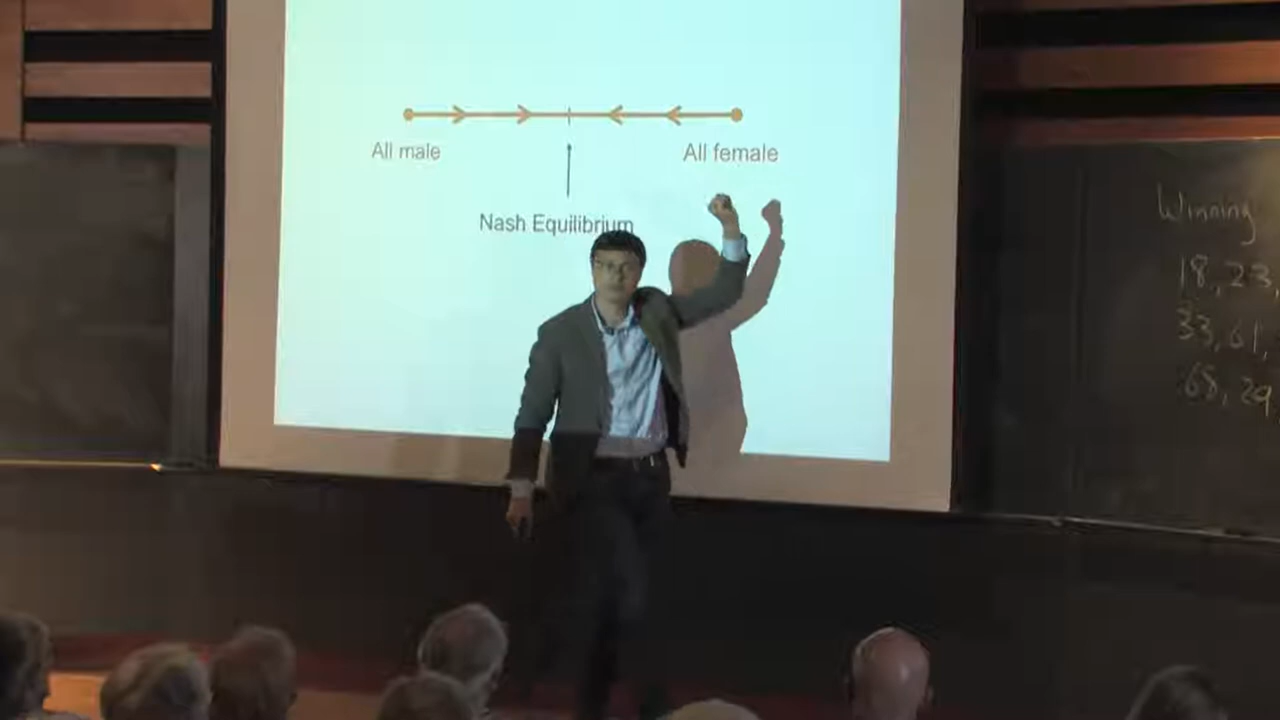 All male
All female
Nash Equilibrium
Winning
18, 23,
33, 61,
68, 29,